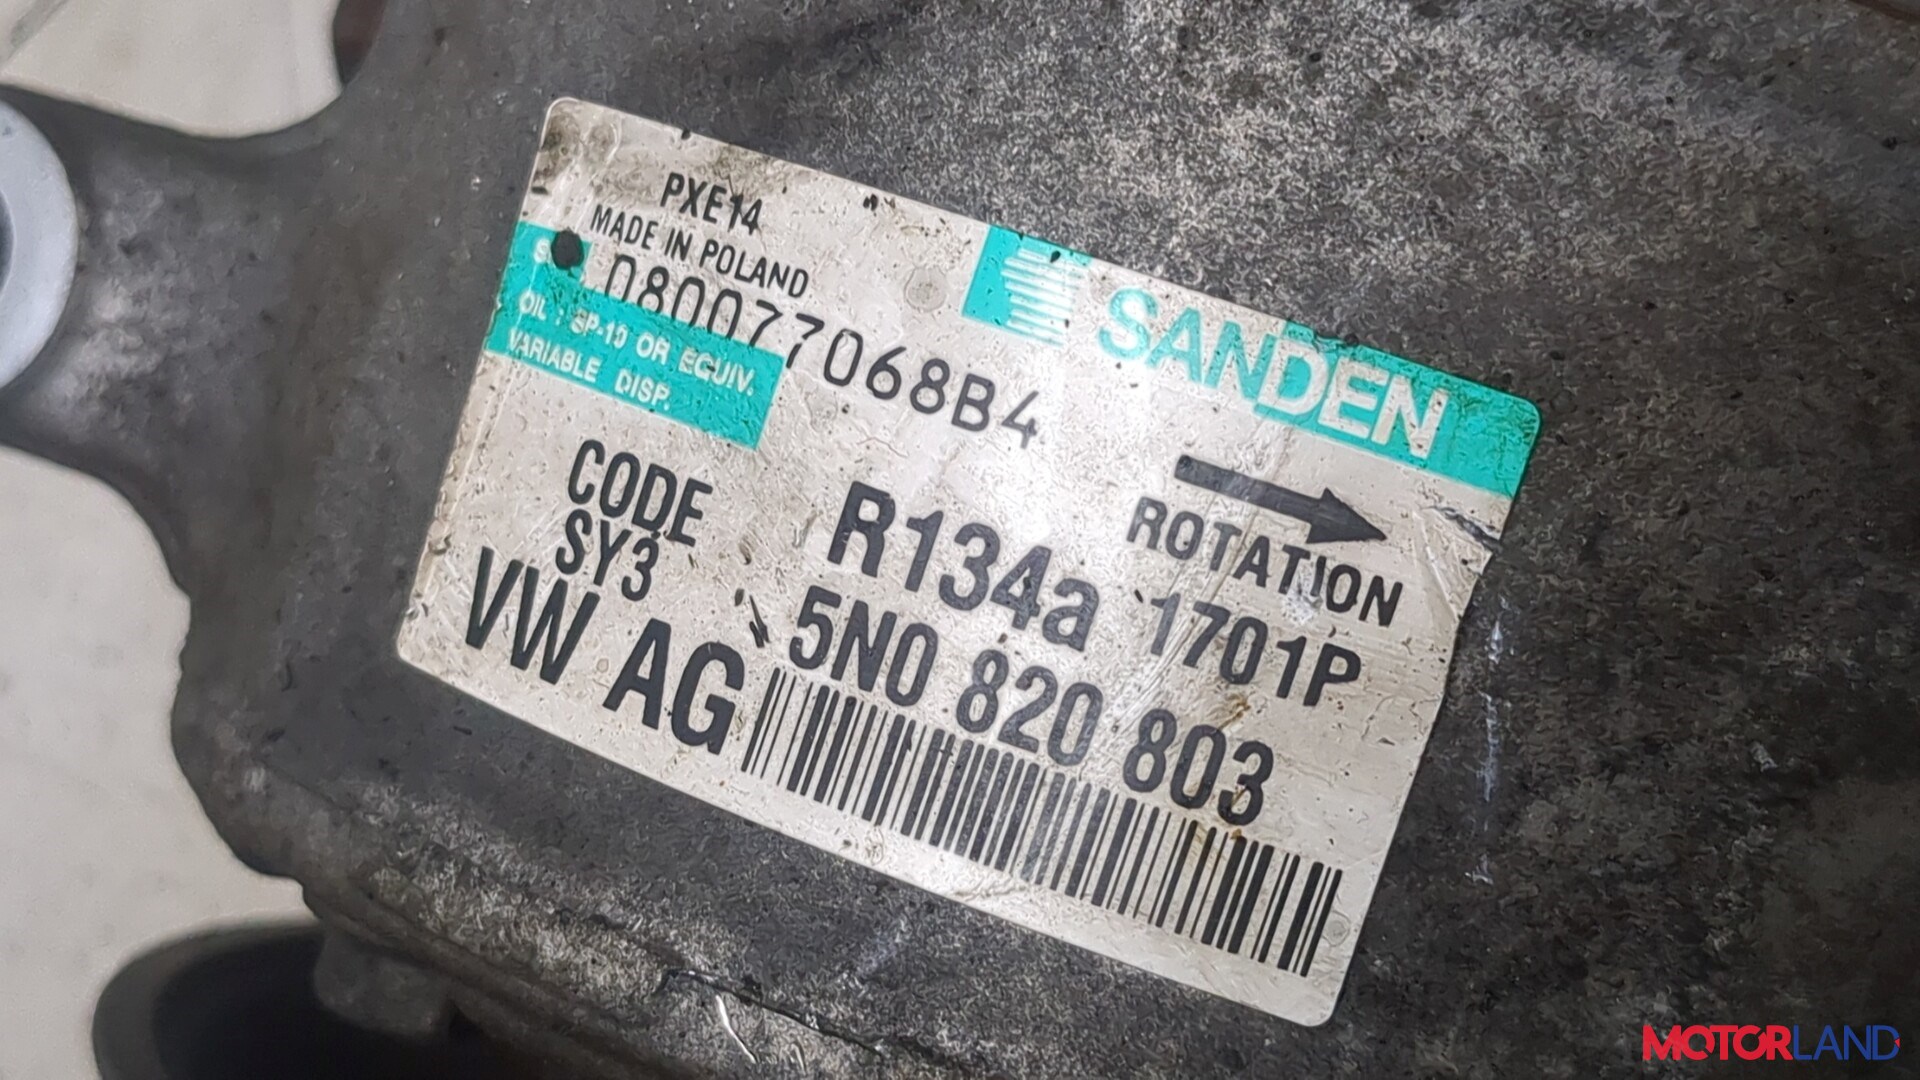 PXE14
MADE IN POLAND
080077068B4
OIL : SP-10 OR EQUIV.
VARIABLE DISP.
SANDEN
ROTATION
CODE
SY3
R134a
1701P
VW AG
5N0 820 803
MOTORLAND